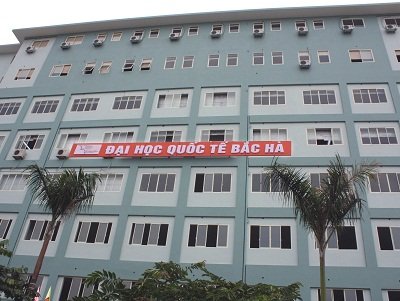 ĐẠI HỌC QUỐC TẾ BẮC HÀ